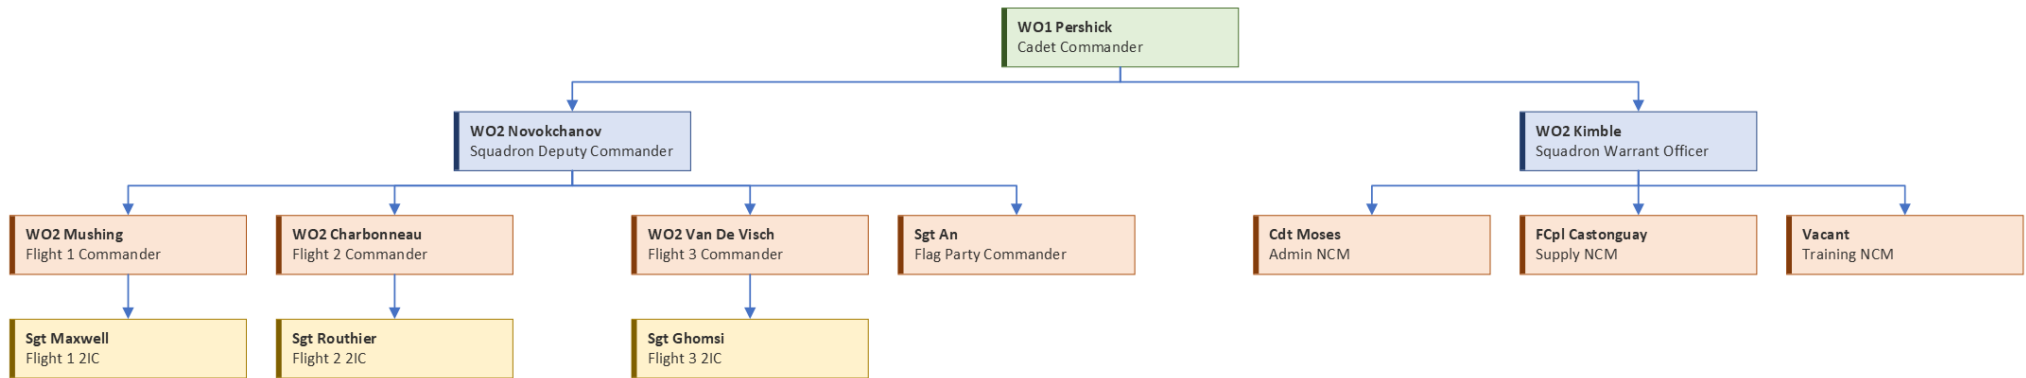 WO1 Pershick
Cadet Commander
WO2 Novokchanov
Squadron Deputy Commander
WO2 Kimble
Squadron Warrant Officer
WO2 Mushing
Flight 1 Commander
WO2 Charbonneau
Flight 2 Commander
WO2 Van De Visch
Flight 3 Commander
Sgt An
Flag Party Commander
Cdt Moses
Admin NCM
FCpl Castonguay
Supply NCM
Vacant
Training NCM
Sgt Maxwell
Flight 1 2IC
Sgt Routhier
Flight 2 2IC
Sgt Ghomsi
Flight 3 2IC